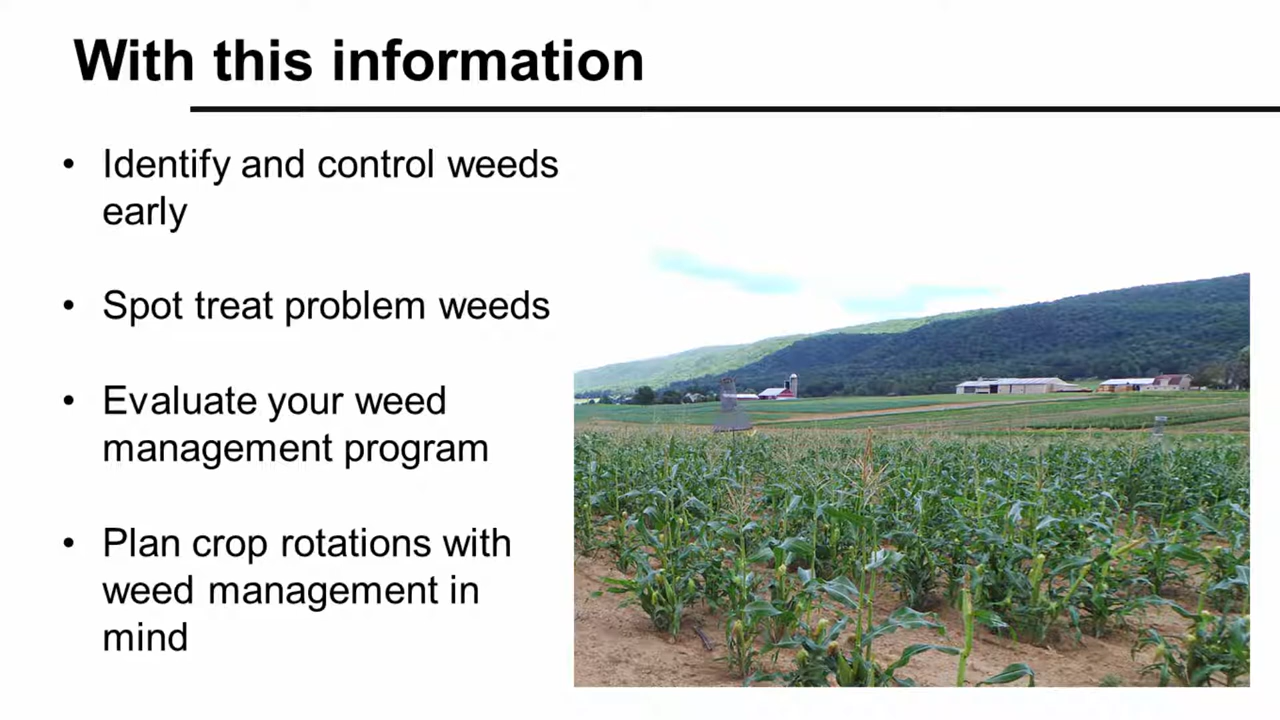 With this information
• Identify and control weeds
early
• Spot treat problem weeds
• Evaluate your weed
management program
• Plan crop rotations with
weed management in
mind